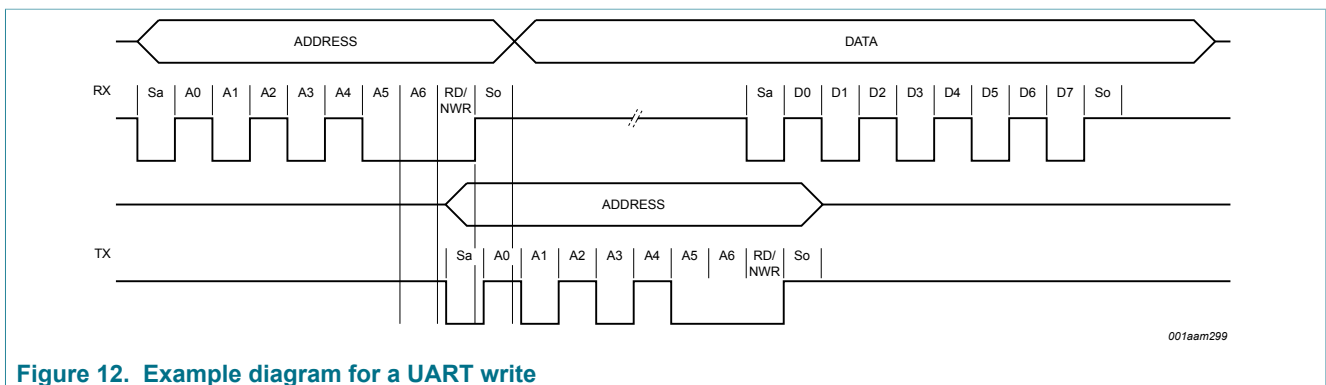 ADDRESS DATA
RX Sa A0 A1 A2 A3 A4 A5 A6 RD/ So Sa D0 D1 D2 D3 D4 D5 D6 D7 So
NWR
ADDRESS
TX Sa A0 A1 A2 A3 A4 A5 A6 RD/ So
NWR
001aam299
Figure 12. Example diagram for a UART write